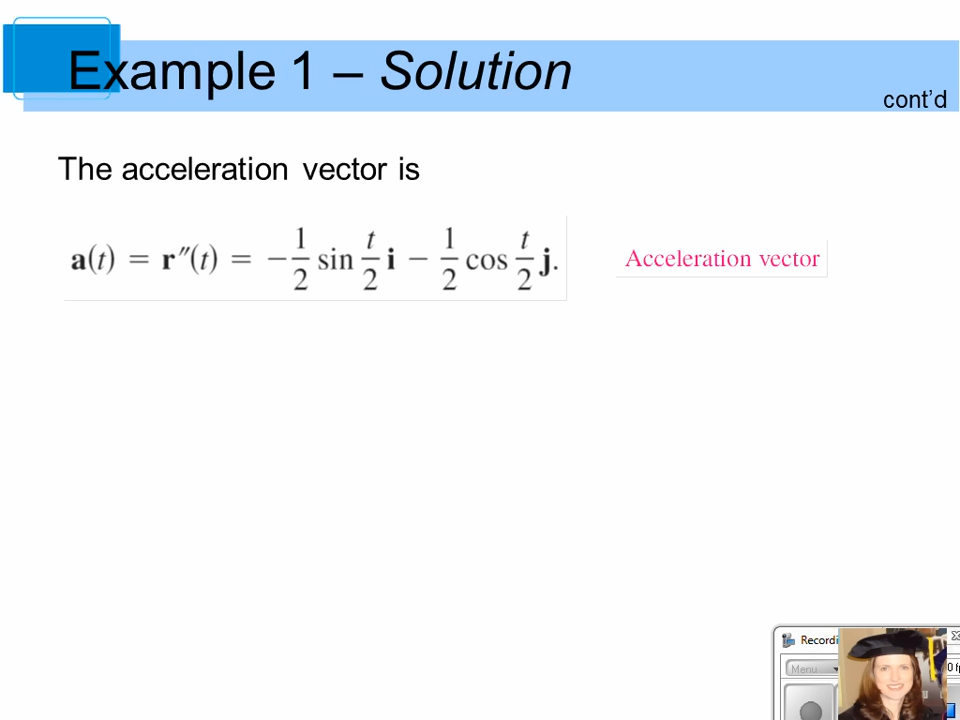 Example 1 – Solution
cont'd
The acceleration vector is
a(t) = r″(t) = −1/2 sin t/2 i − 1/2 cos t/2 j.
Acceleration vector
Recordi
Menu
0 f